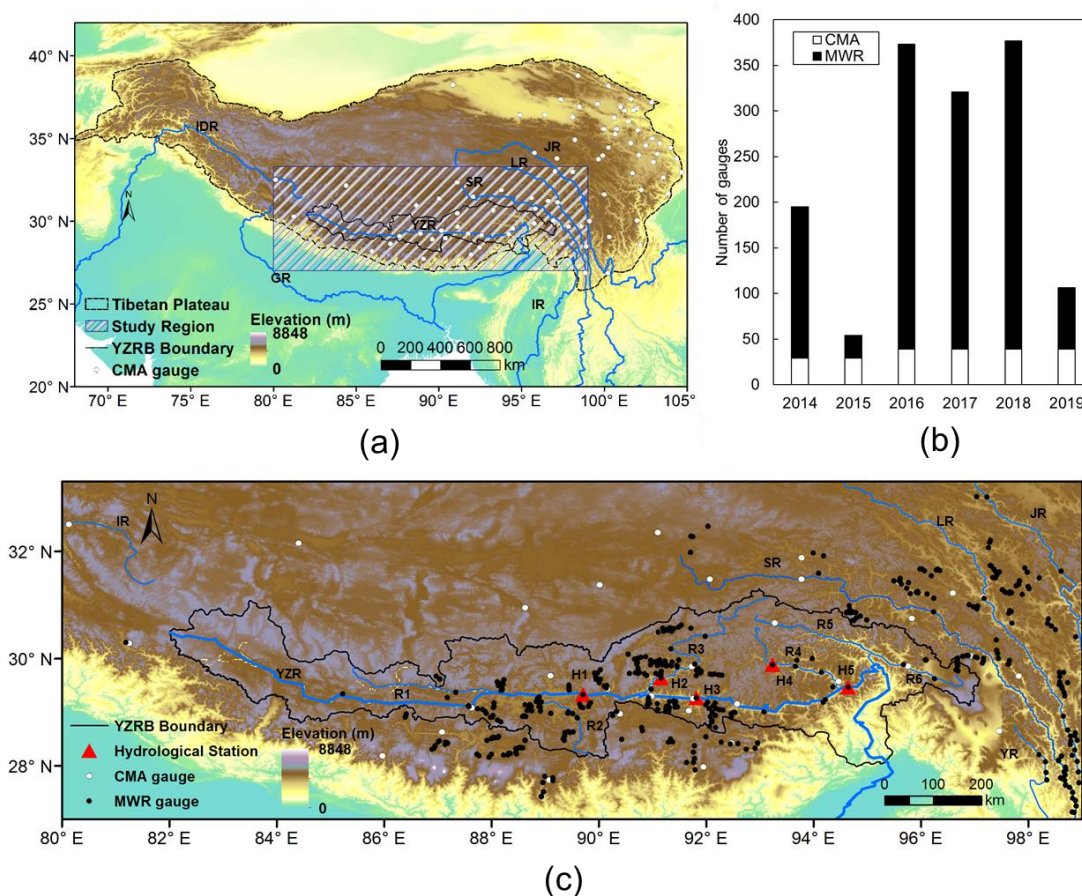 40° N
35° N
30° N
25° N
20° N
70° E
75° E
80° E
85° E
90° E
95° E
100° E
105°
N
IDR
JR
LR
SR
YZR
GR
IR
Tibetan Plateau
Study Region
YZRB Boundary
CMA gauge
Elevation (m)
8848
0
0 200 400 600 800
km
(a)
Number of gauges
400
350
300
250
200
150
100
50
0
CMA
MWR
2014 2015 2016 2017 2018 2019
(b)
32° N
30° N
28° N
N
IR
LR
JR
SR
YZR
R1
R2
R3
R4
R5
R6
H1
H2
H3
H4
H5
YR
YZRB Boundary
Hydrological Station
CMA gauge
MWR gauge
Elevation (m)
8848
0
0 100 200
km
80° E 82° E 84° E 86° E 88° E 90° E 92° E 94° E 96° E 98° E
(c)